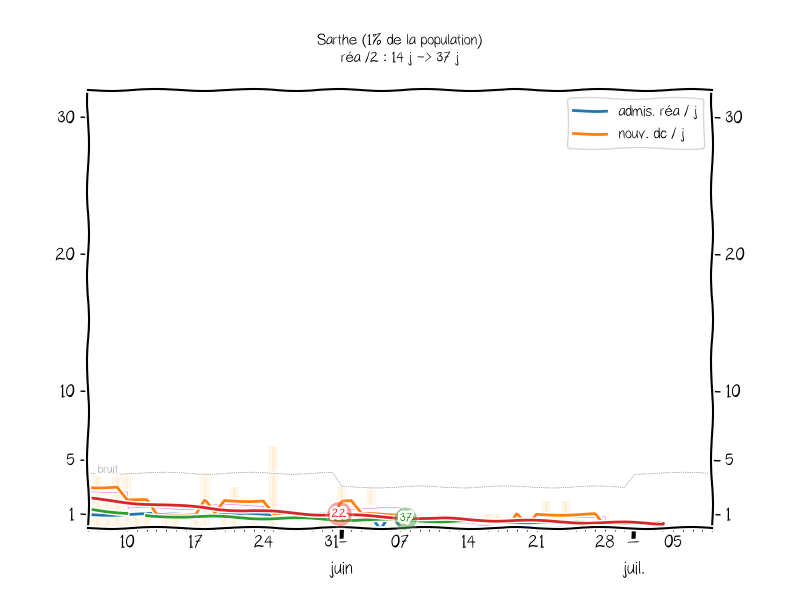 Sarthe (1% de la population)
réa /2 : 14 j -> 37 j
admis. réa / j
nouv. dc / j
30
30
20
20
10
10
5
5
bruit
1
1
22
37
10 17 24 31 07 14 21 28 05
juin juil.